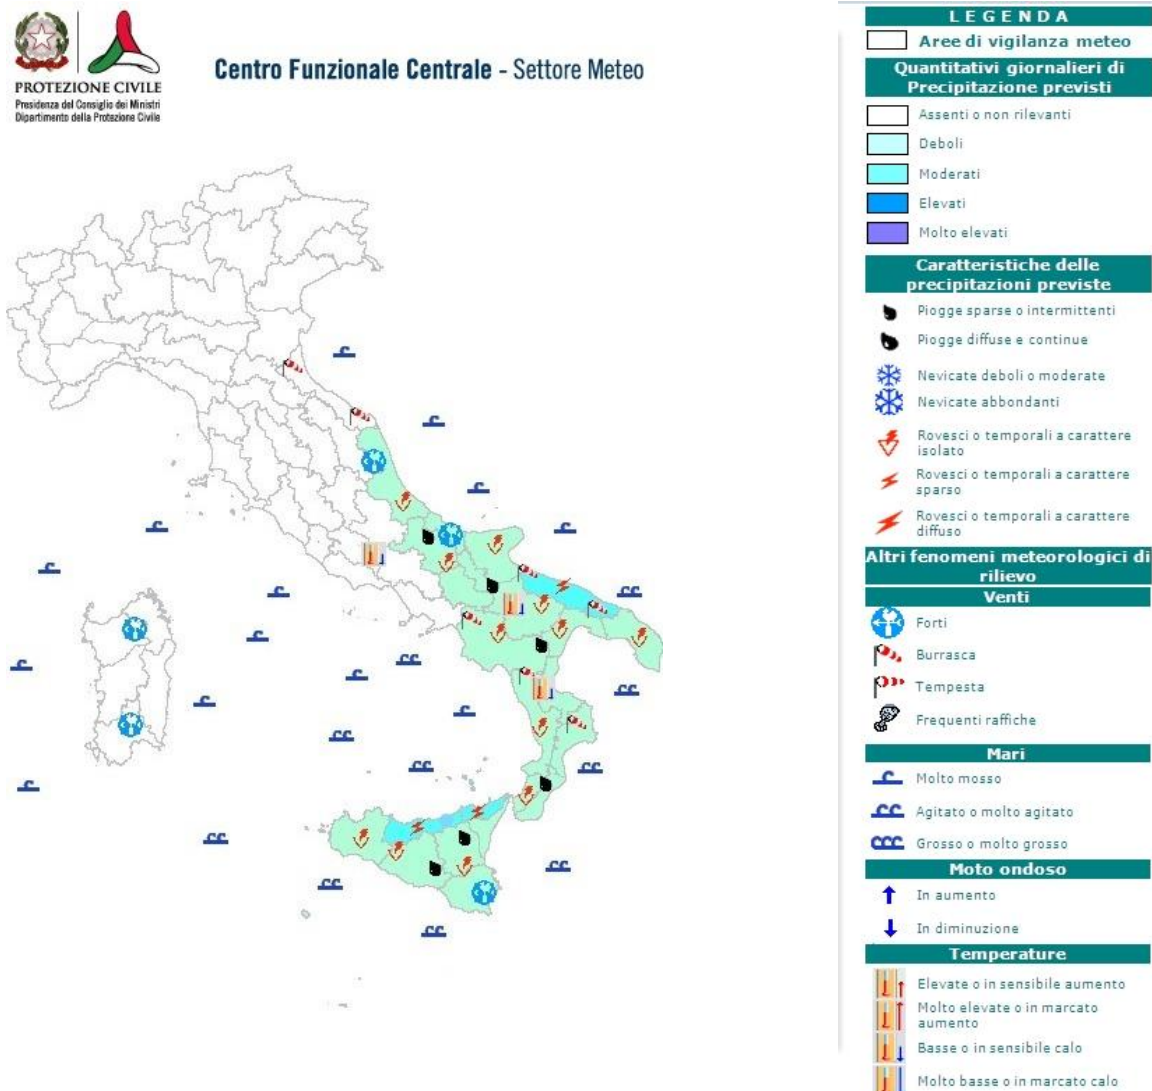 PROTEZIONE CIVILE
Presidenza del Consiglio dei Ministri
Dipartimento della Protezione Civile
Centro Funzionale Centrale - Settore Meteo
LEGENDA
Aree di vigilanza meteo
Quantitativi giornalieri di
Precipitazione previsti
Assenti o non rilevanti
Deboli
Moderati
Elevati
Molto elevati
Caratteristiche delle
precipitazioni previste
Piogge sparse o intermittenti
Piogge diffuse e continue
Nevicate deboli o moderate
Nevicate abbondanti
Rovesci o temporali a carattere
isolato
Rovesci o temporali a carattere
sparso
Rovesci o temporali a carattere
diffuso
Altri fenomeni meteorologici di
rilievo
Venti
Forti
Burrasca
Tempesta
Frequenti raffiche
Mari
Molto mosso
Agitato o molto agitato
Grosso o molto grosso
Moto ondoso
In aumento
In diminuzione
Temperature
Elevate o in sensibile aumento
Molto elevate o in marcato
aumento
Basse o in sensibile calo
Molto basse o in marcato calo